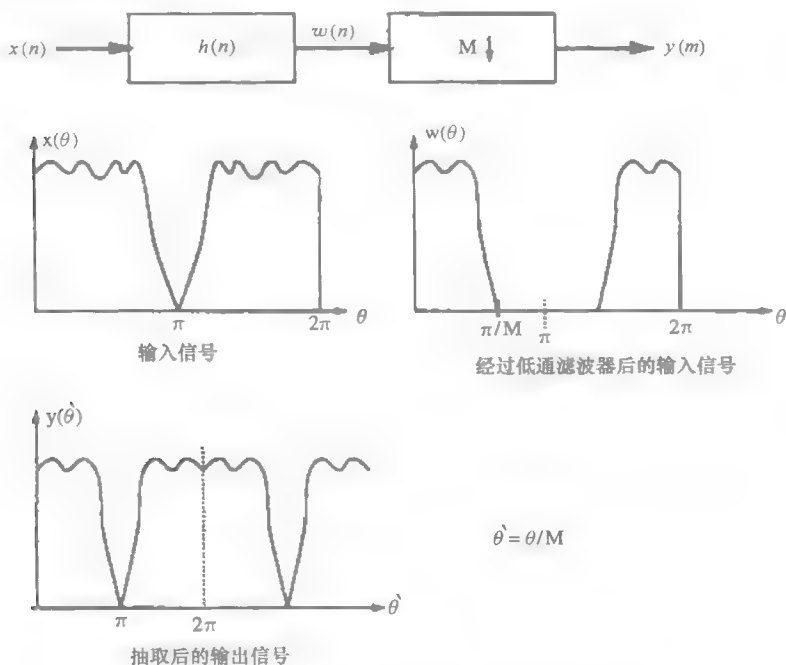 x(n) h(n) w(n) M y(m)
x(θ)
π 2π θ
输入信号
w(θ)
π/M π 2π θ
经过低通滤波器后的输入信号
y(θ̀)
π 2π θ̀
抽取后的输出信号
θ̀=θ/M